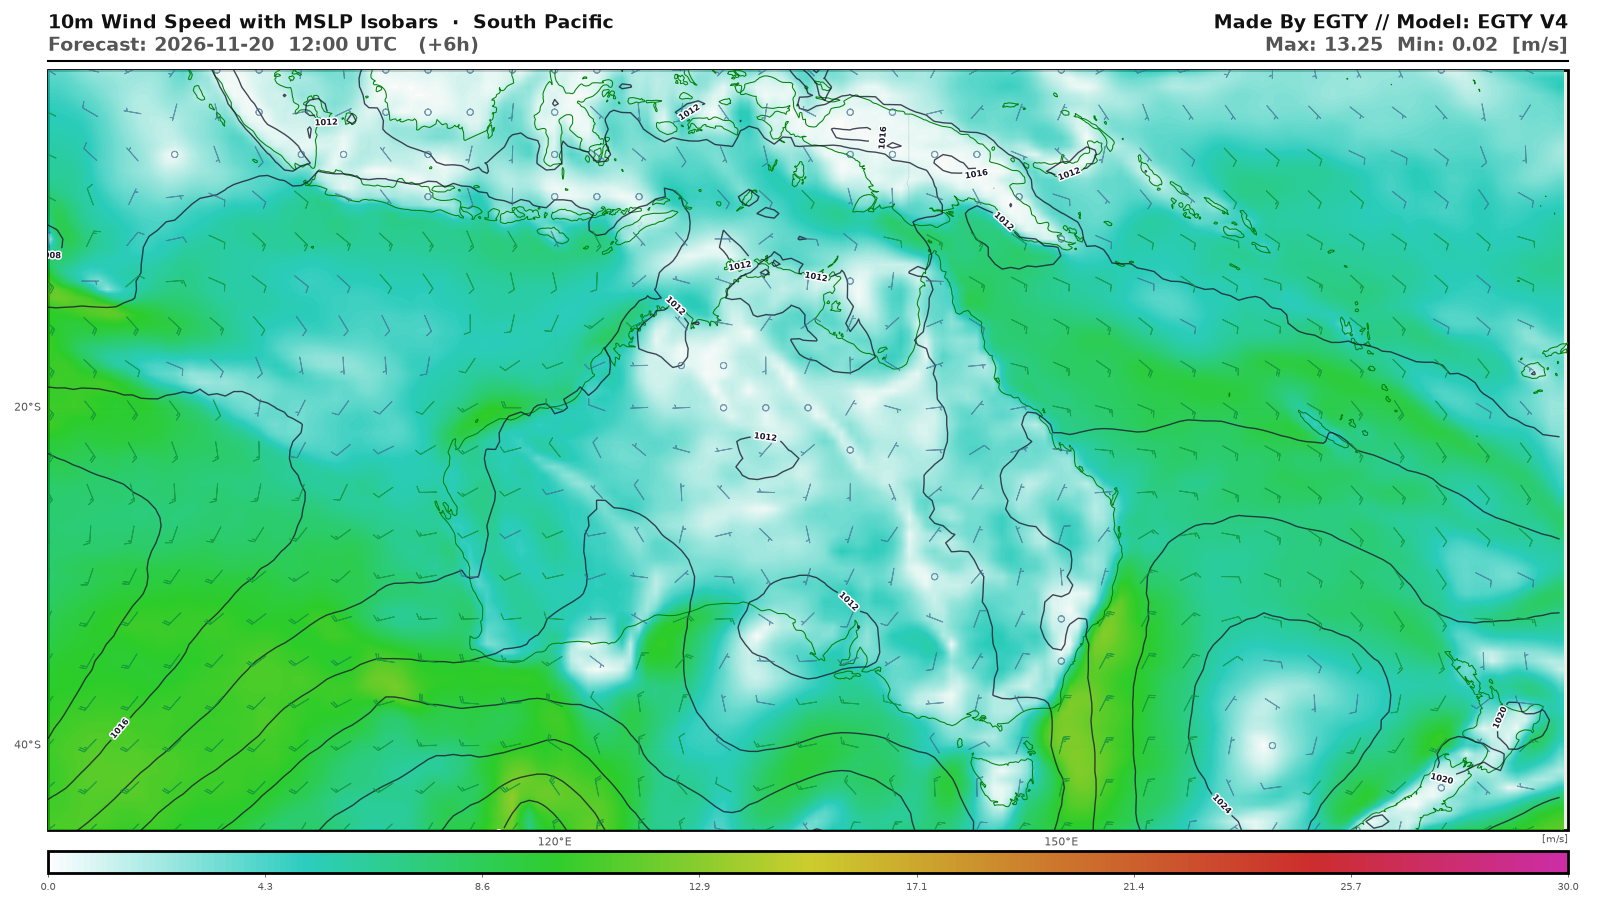 10m Wind Speed with MSLP Isobars · South Pacific
Made By EGTY // Model: EGTY V4
Forecast: 2026-11-20 12:00 UTC (+6h)
Max: 13.25 Min: 0.02 [m/s]
1012
1012
1016
1016
1012
1012
08
1012
1012
1012
1012
1012
1016
1020
1020
1024
20°S
40°S
120°E
150°E
[m/s]
0.0
4.3
8.6
12.9
17.1
21.4
25.7
30.0